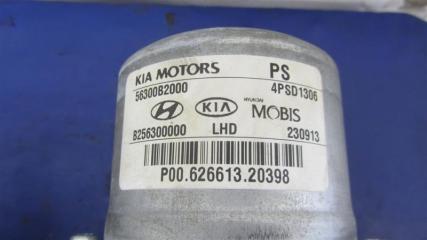 KIA MOTORS PS
56300B2000 4PSD1306
KIA HYUNDAI MOBIS
B256300000 LHD 230913
P00.626613.20398